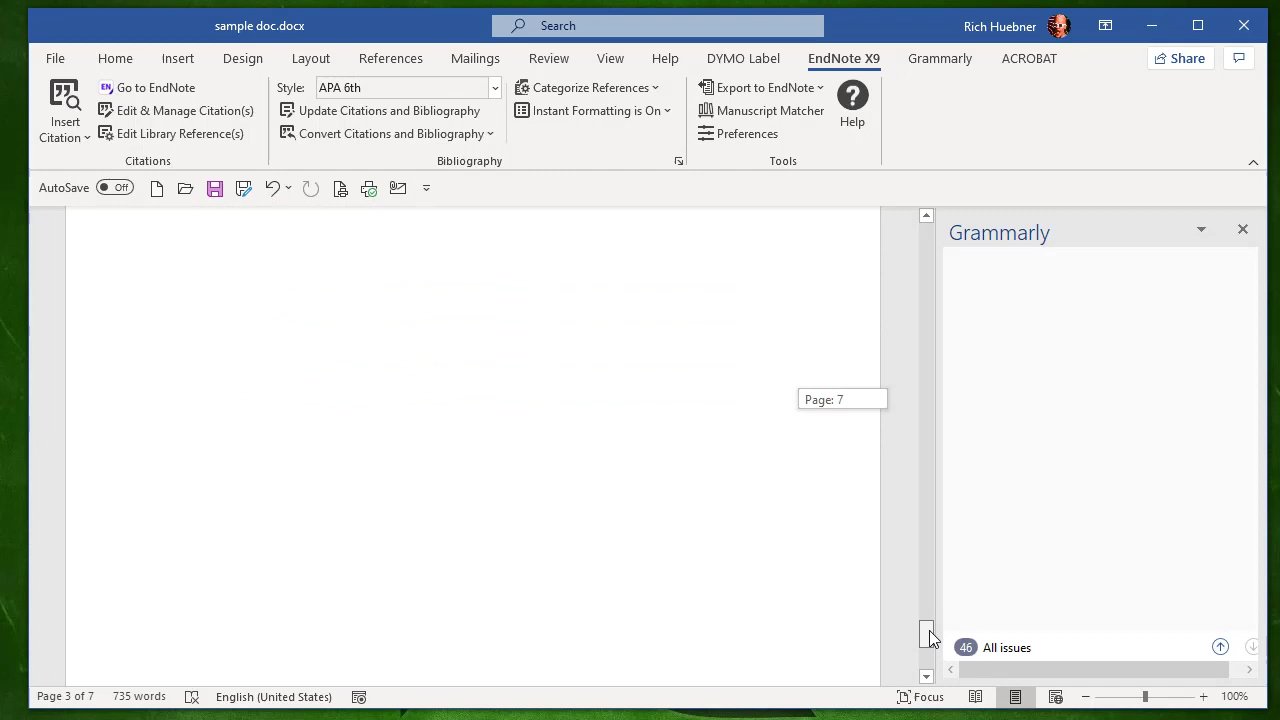 sample doc.docx
Search
Rich Huebner
File Home Insert Design Layout References Mailings Review View Help DYMO Label EndNote X9 Grammarly ACROBAT Share
Insert Citation
EN Go to EndNote
Edit & Manage Citation(s)
Edit Library Reference(s)
Citations
Style: APA 6th
Update Citations and Bibliography
Convert Citations and Bibliography
Categorize References
Instant Formatting is On
Bibliography
Export to EndNote
Manuscript Matcher
Preferences
Help
Tools
AutoSave Off
Grammarly
Page: 7
46 All issues
Page 3 of 7 735 words English (United States) Focus 100%